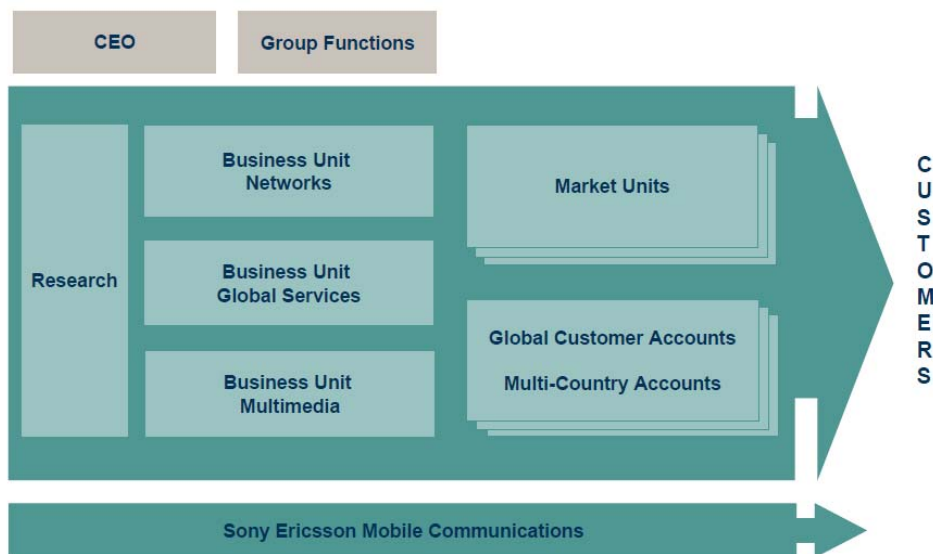 CEO
Group Functions
Research
Business Unit
Networks
Business Unit
Global Services
Business Unit
Multimedia
Market Units
Global Customer Accounts
Multi-Country Accounts
CUSTOMERS
Sony Ericsson Mobile Communications